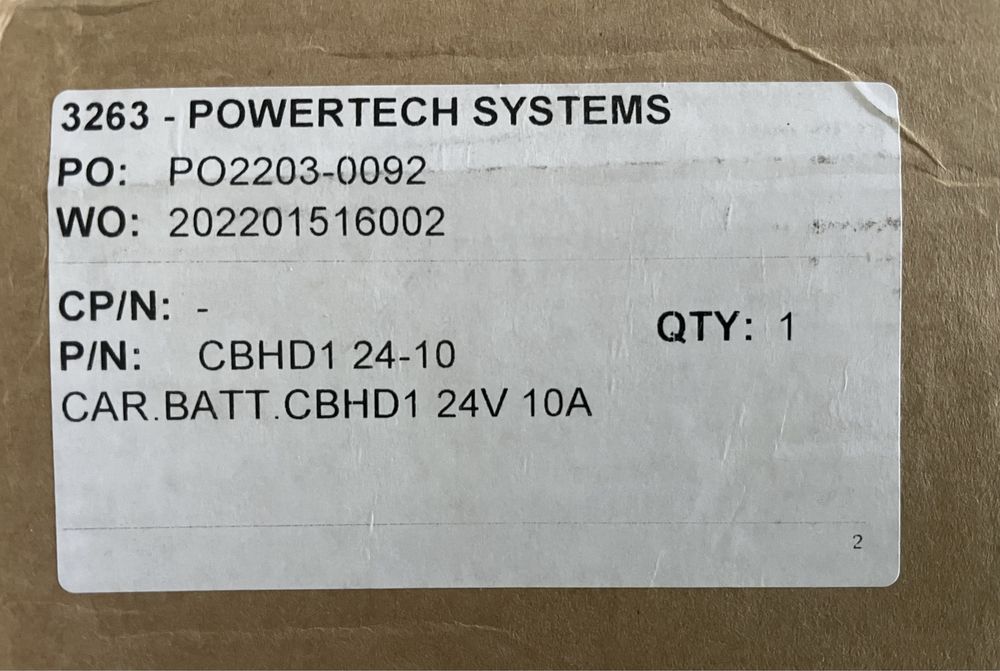 3263 - POWERTECH SYSTEMS
PO: PO2203-0092
WO: 202201516002
CP/N: -
QTY: 1
P/N: CBHD1 24-10
CAR.BATT.CBHD1 24V 10A
2